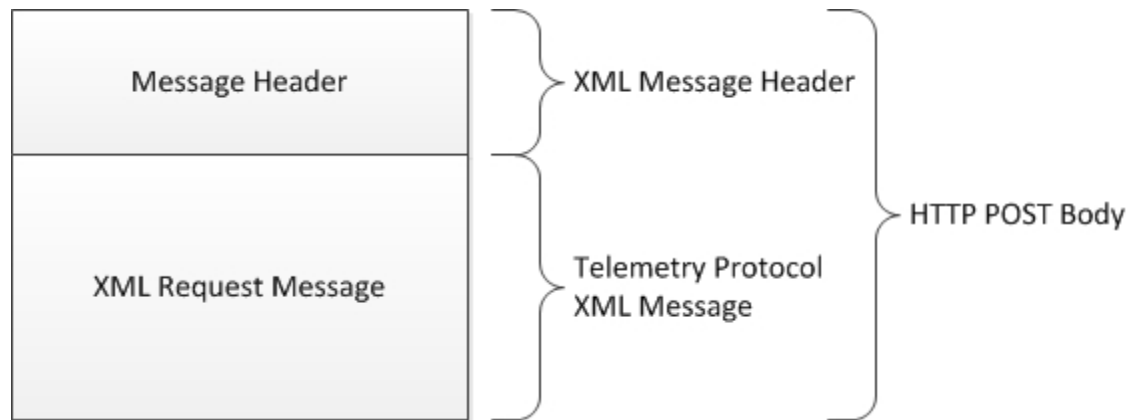 Message Header
XML Message Header
HTTP POST Body
XML Request Message
Telemetry Protocol
XML Message